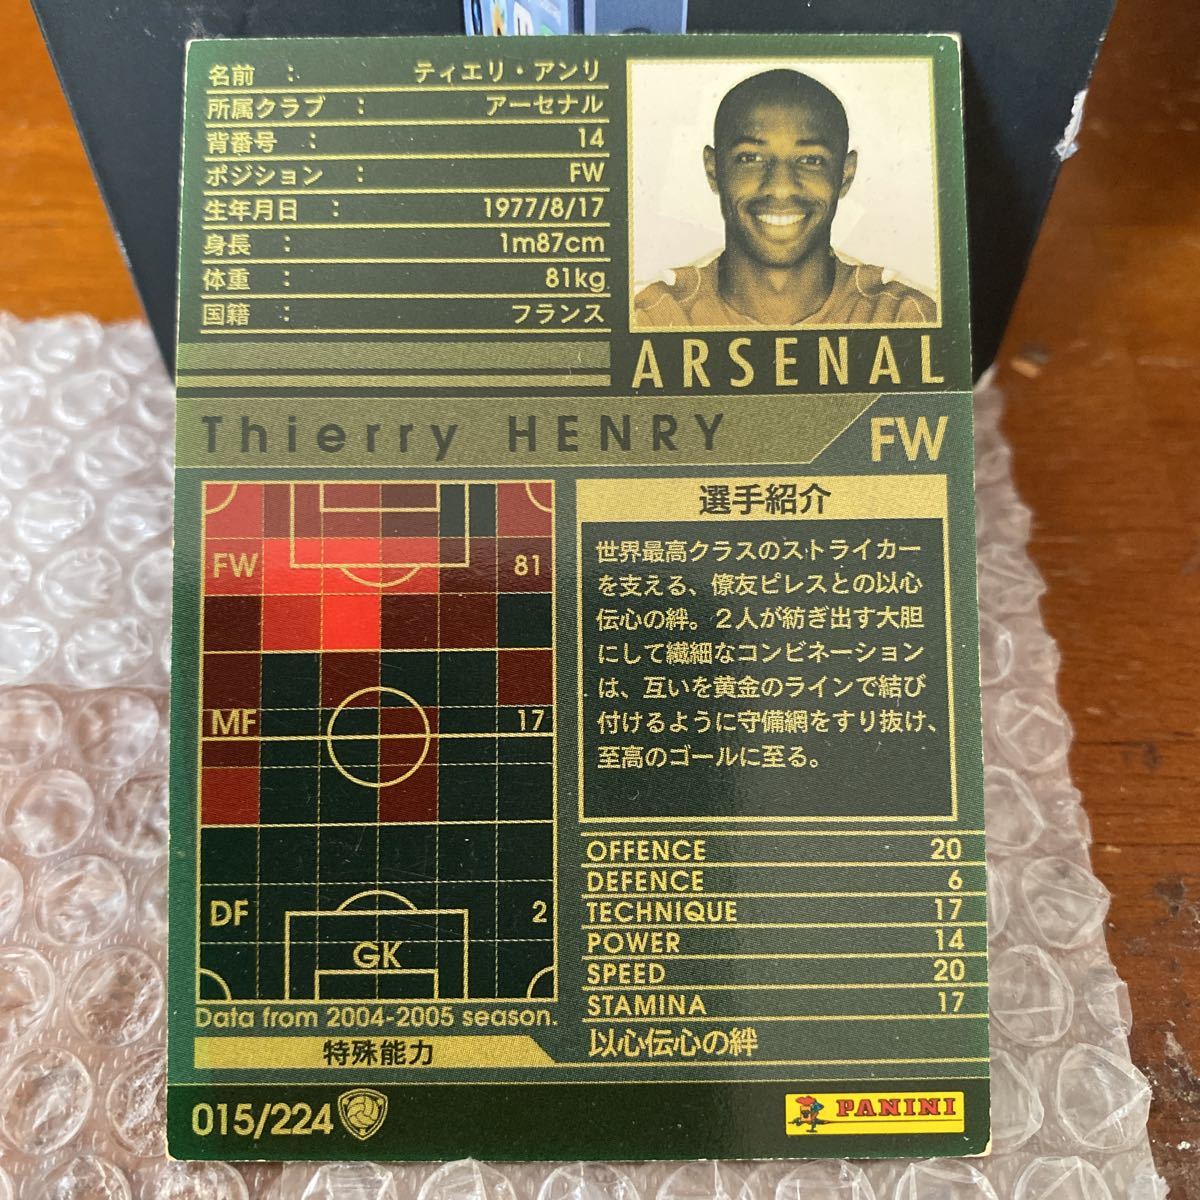 名前 : ティエリ・アンリ
所属クラブ : アーセナル
背番号 : 14
ポジション : FW
生年月日 : 1977/8/17
身長 : 1m87cm
体重 : 81kg
国籍 : フランス
ARSENAL
Thierry HENRY FW
FW 81
MF 17
DF 2
GK
Data from 2004-2005 season.
特殊能力
選手紹介
世界最高クラスのストライカー
を支える、僚友ピレスとの以心
伝心の絆。２人が紡ぎ出す大胆
にして繊細なコンビネーション
は、互いを黄金のラインで結び
付けるように守備網をすり抜け、
至高のゴールに至る。
OFFENCE 20
DEFENCE 6
TECHNIQUE 17
POWER 14
SPEED 20
STAMINA 17
以心伝心の絆
015/224
PANINI